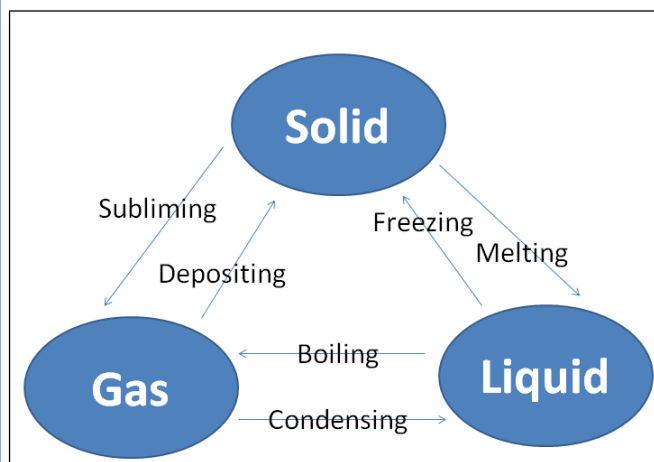 Solid
Subliming
Freezing
Melting
Depositing
Boiling
Gas
Liquid
Condensing